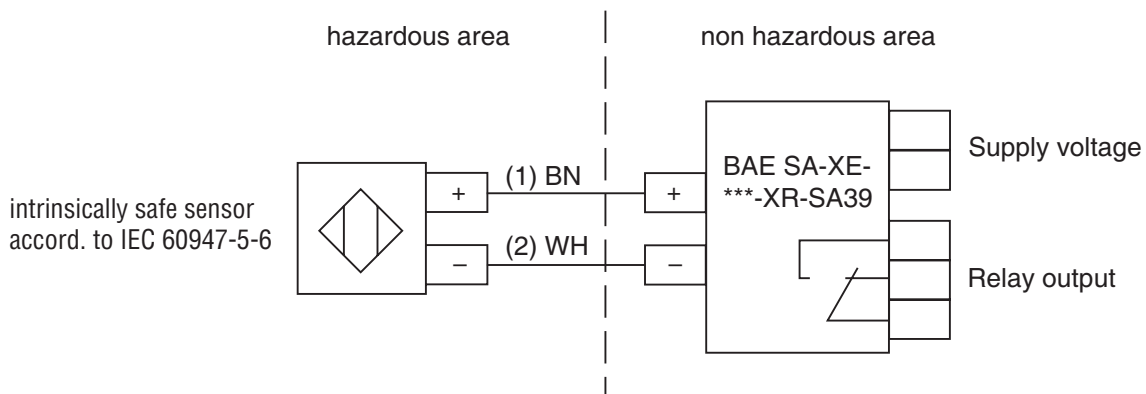 hazardous area
non hazardous area
intrinsically safe sensor
accord. to IEC 60947-5-6
+
(1) BN
+
–
(2) WH
–
BAE SA-XE-
***-XR-SA39
Supply voltage
Relay output